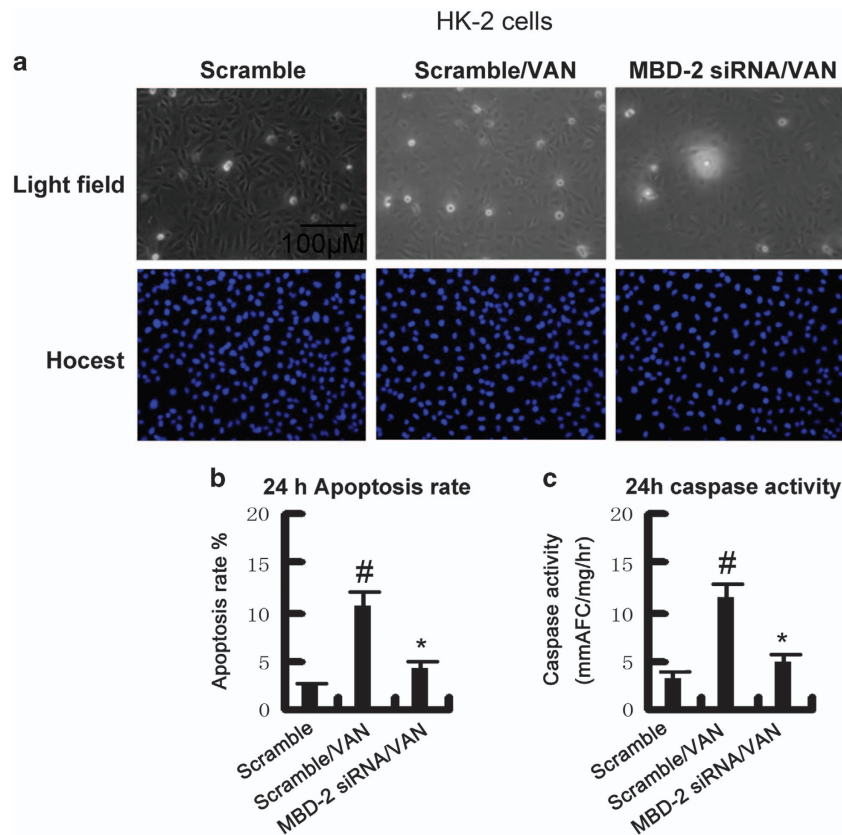 HK-2 cells
a
Scramble
Scramble/VAN
MBD-2 siRNA/VAN
Light field
100µM
Hocest
b
24 h Apoptosis rate
Apoptosis rate %
20
15
10
5
0
#
*
Scramble
Scramble/VAN
MBD-2 siRNA/VAN
c
24h caspase activity
Caspase activity
(mmAFC/mg/hr)
20
15
10
5
0
#
*
Scramble
Scramble/VAN
MBD-2 siRNA/VAN